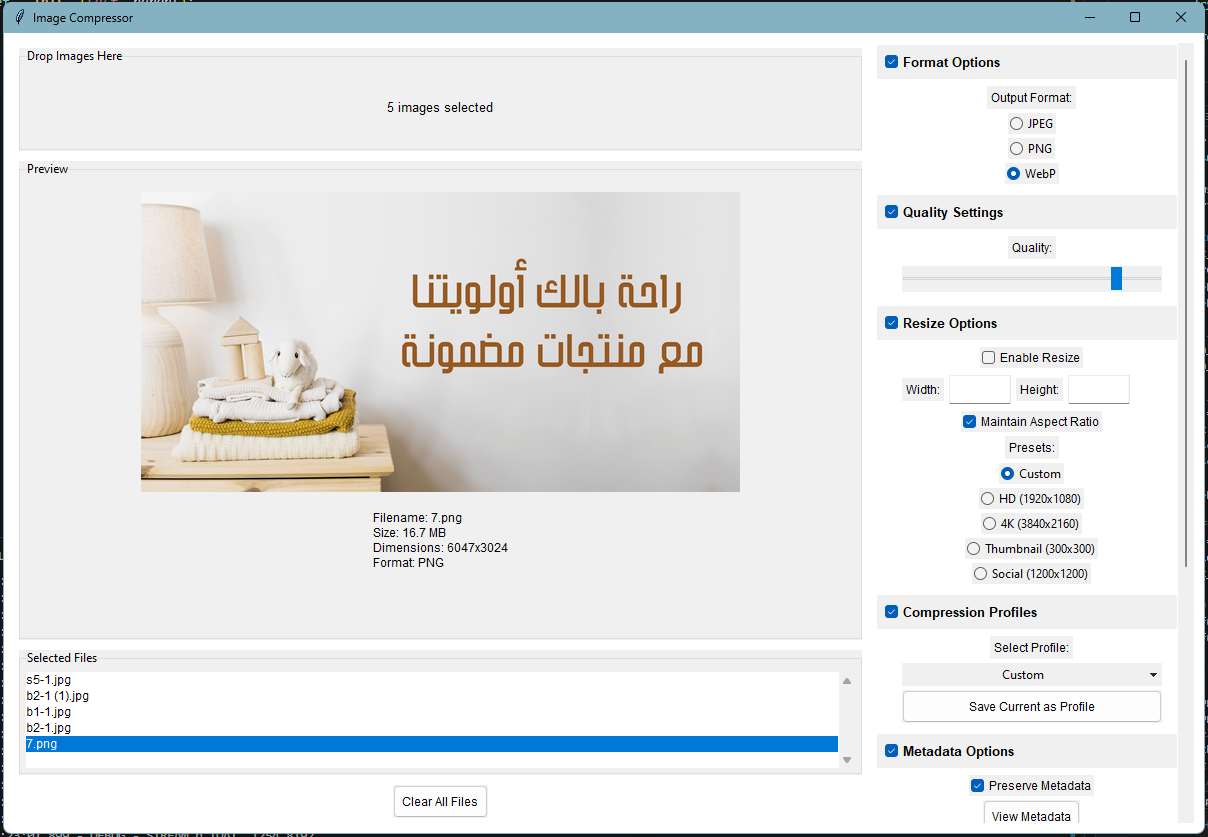 Image Compressor
Drop Images Here
5 images selected
Preview
راحة بالك أولويتنا
مع منتجات مضمونة
Filename: 7.png
Size: 16.7 MB
Dimensions: 6047x3024
Format: PNG
Selected Files
s5-1.jpg
b2-1 (1).jpg
b1-1.jpg
b2-1.jpg
7.png
Clear All Files
Format Options
Output Format:
JPEG
PNG
WebP
Quality Settings
Quality:
Resize Options
Enable Resize
Width: Height:
Maintain Aspect Ratio
Presets:
Custom
HD (1920x1080)
4K (3840x2160)
Thumbnail (300x300)
Social (1200x1200)
Compression Profiles
Select Profile:
Custom
Save Current as Profile
Metadata Options
Preserve Metadata
View Metadata